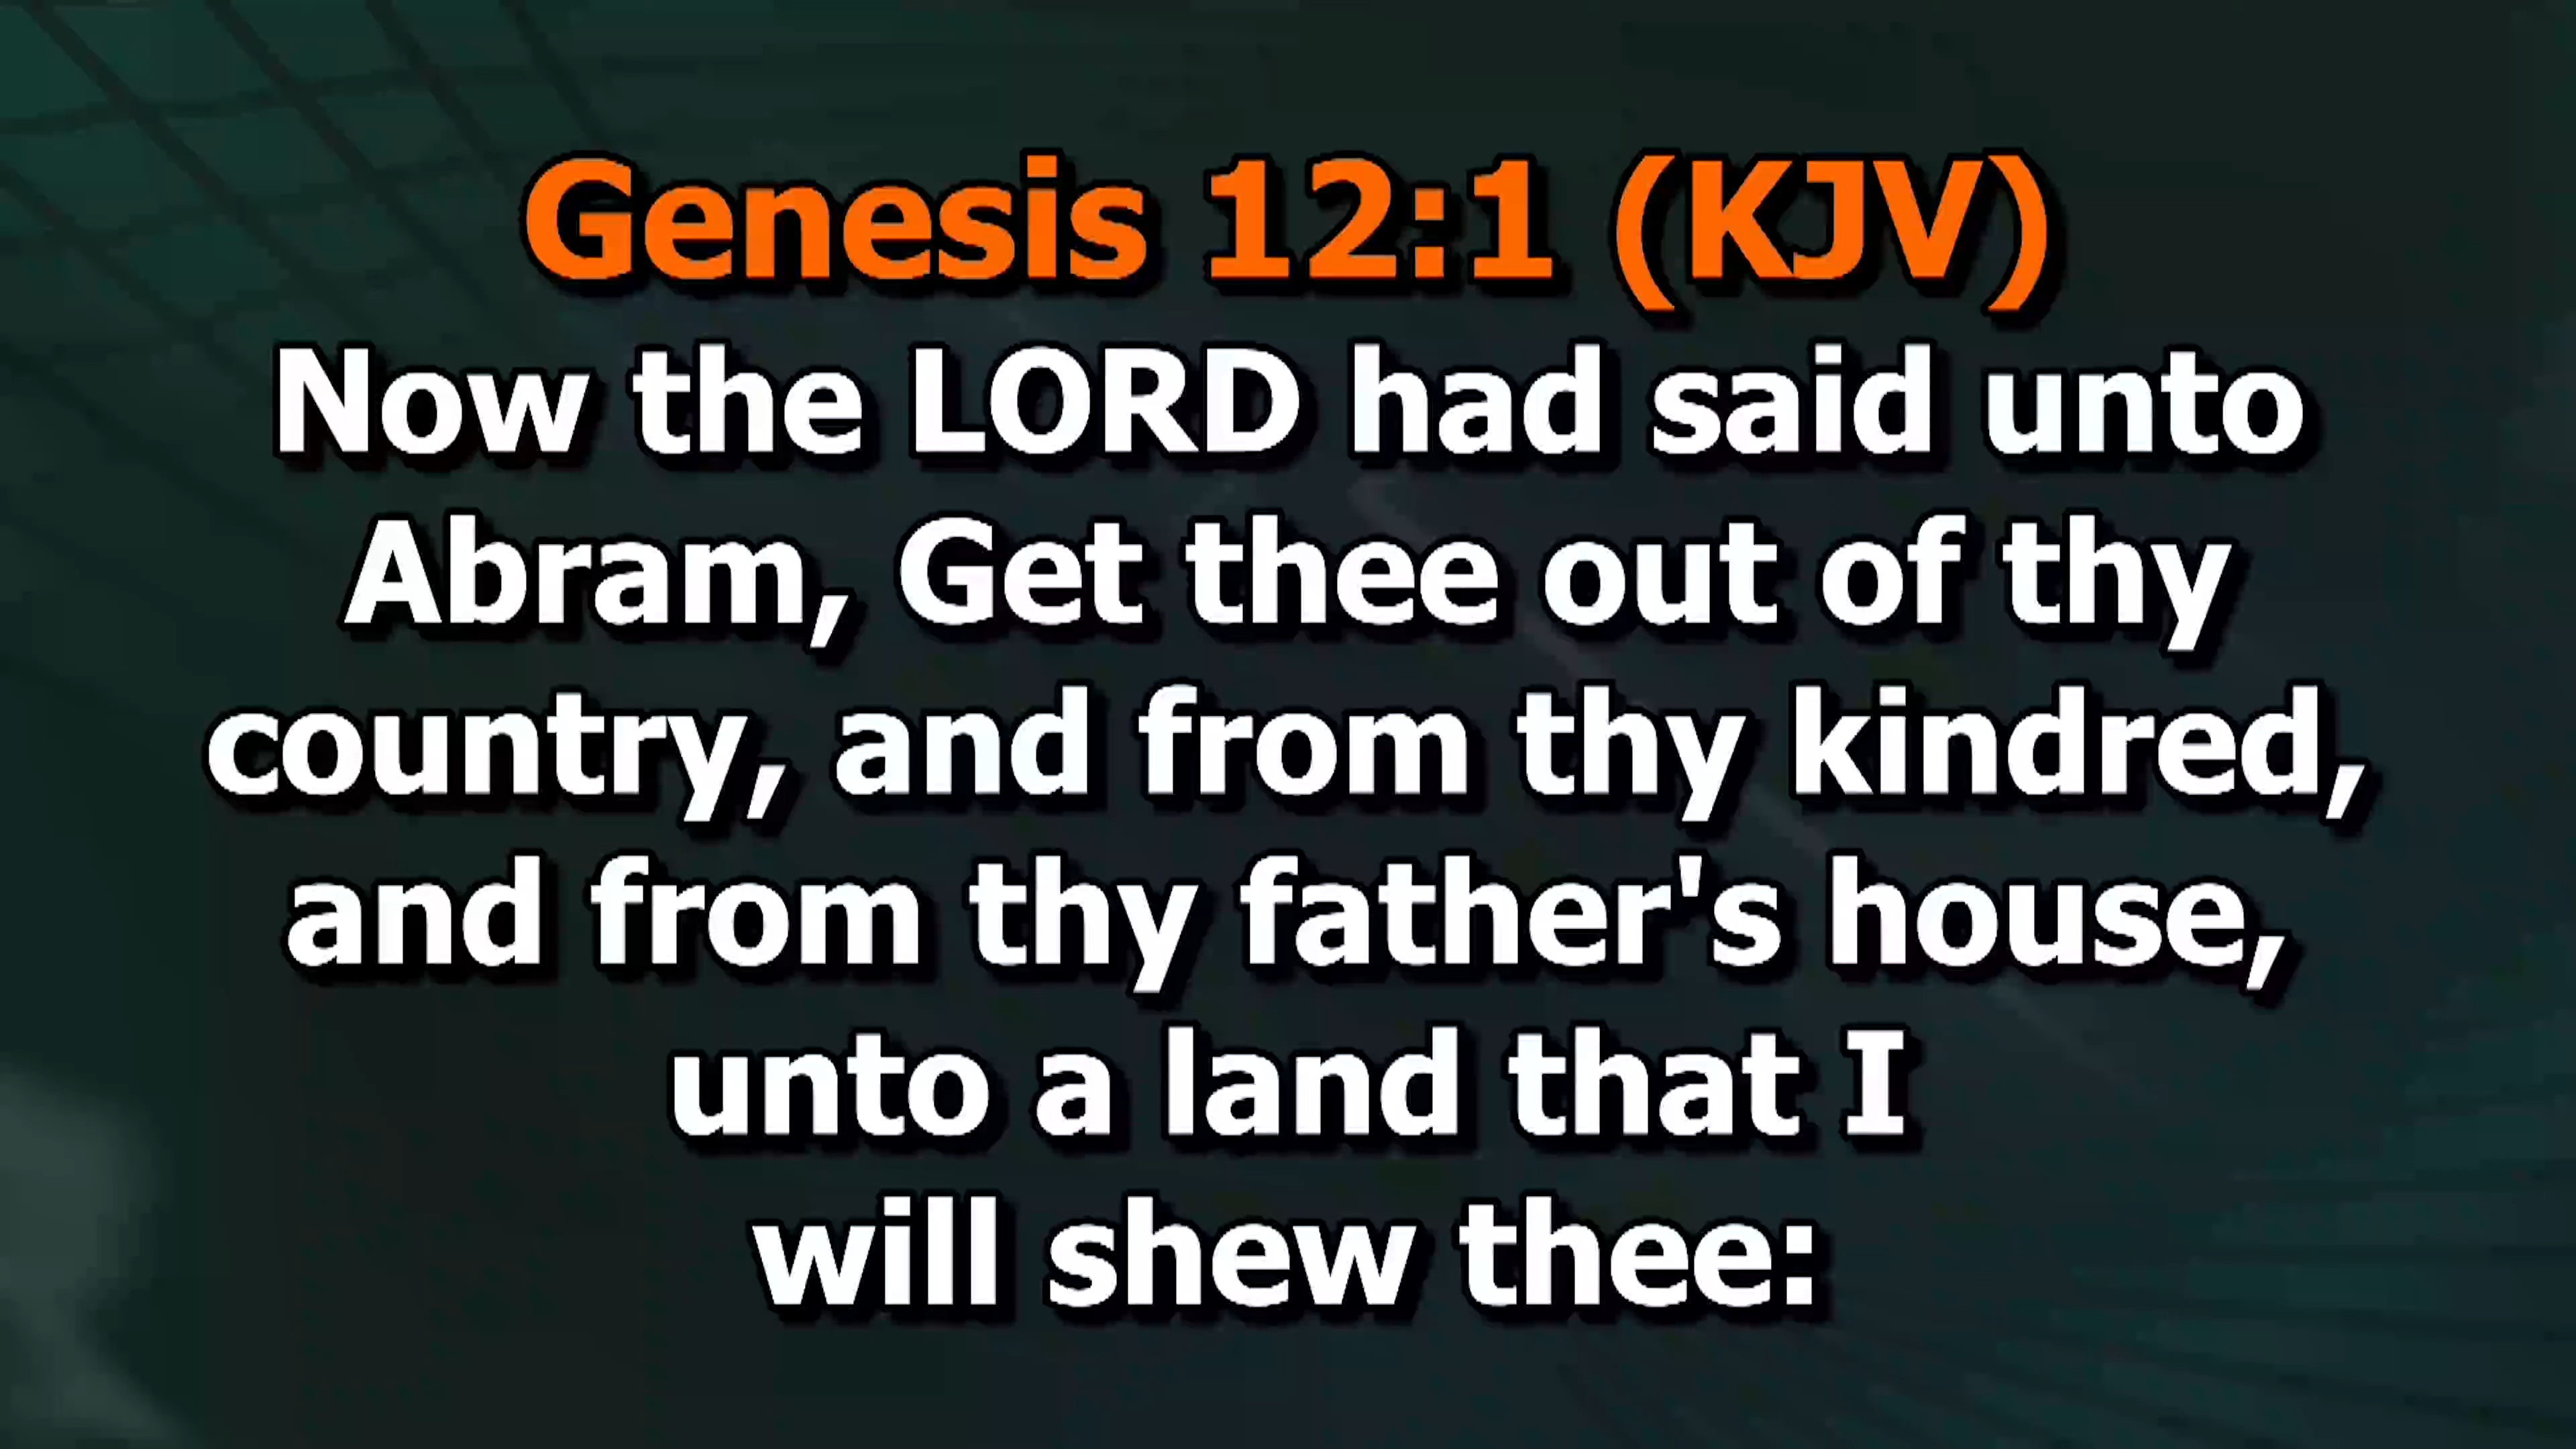 Genesis 12:1 (KJV)
Now the LORD had said unto
Abram, Get thee out of thy
country, and from thy kindred,
and from thy father's house,
unto a land that I
will shew thee: